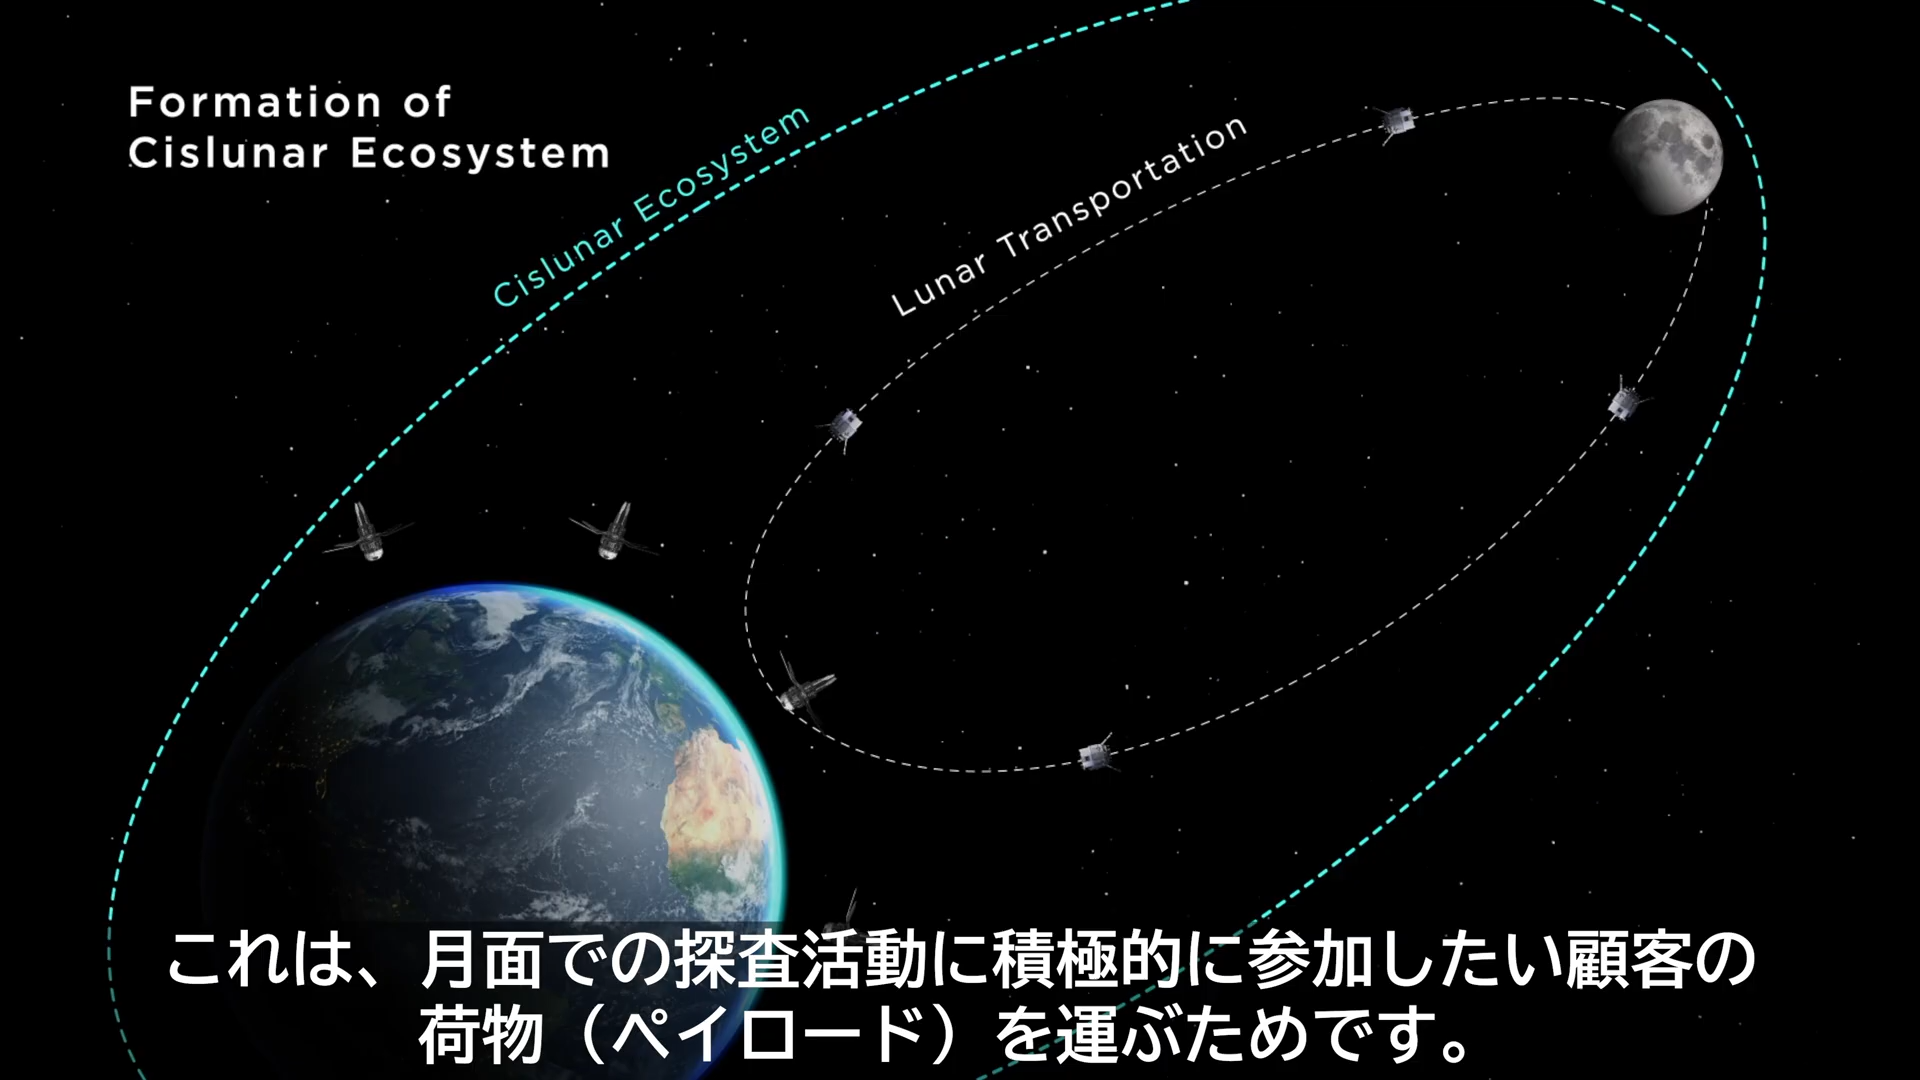 Formation of
Cislunar Ecosystem
Cislunar Ecosystem
Lunar Transportation
これは、月面での探査活動に積極的に参加したい顧客の
荷物（ペイロード）を運ぶためです。